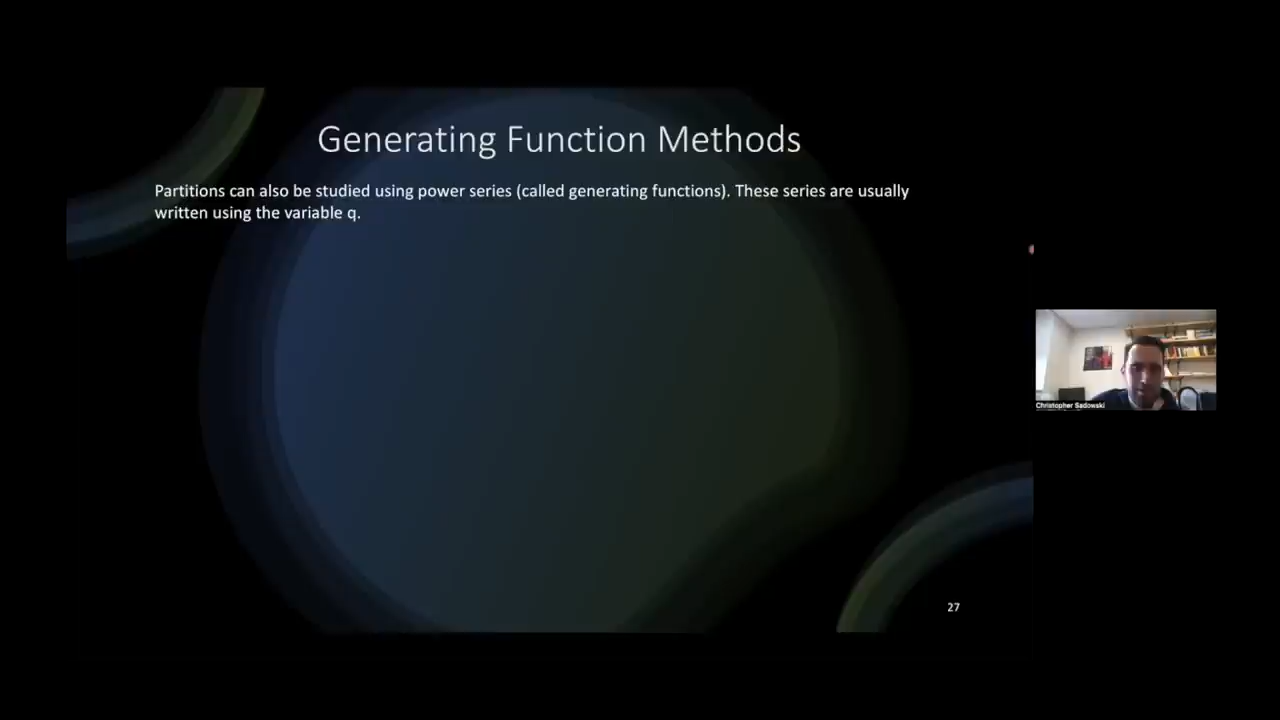 Generating Function Methods
Partitions can also be studied using power series (called generating functions). These series are usually
written using the variable q.
Christopher Sadowski
27